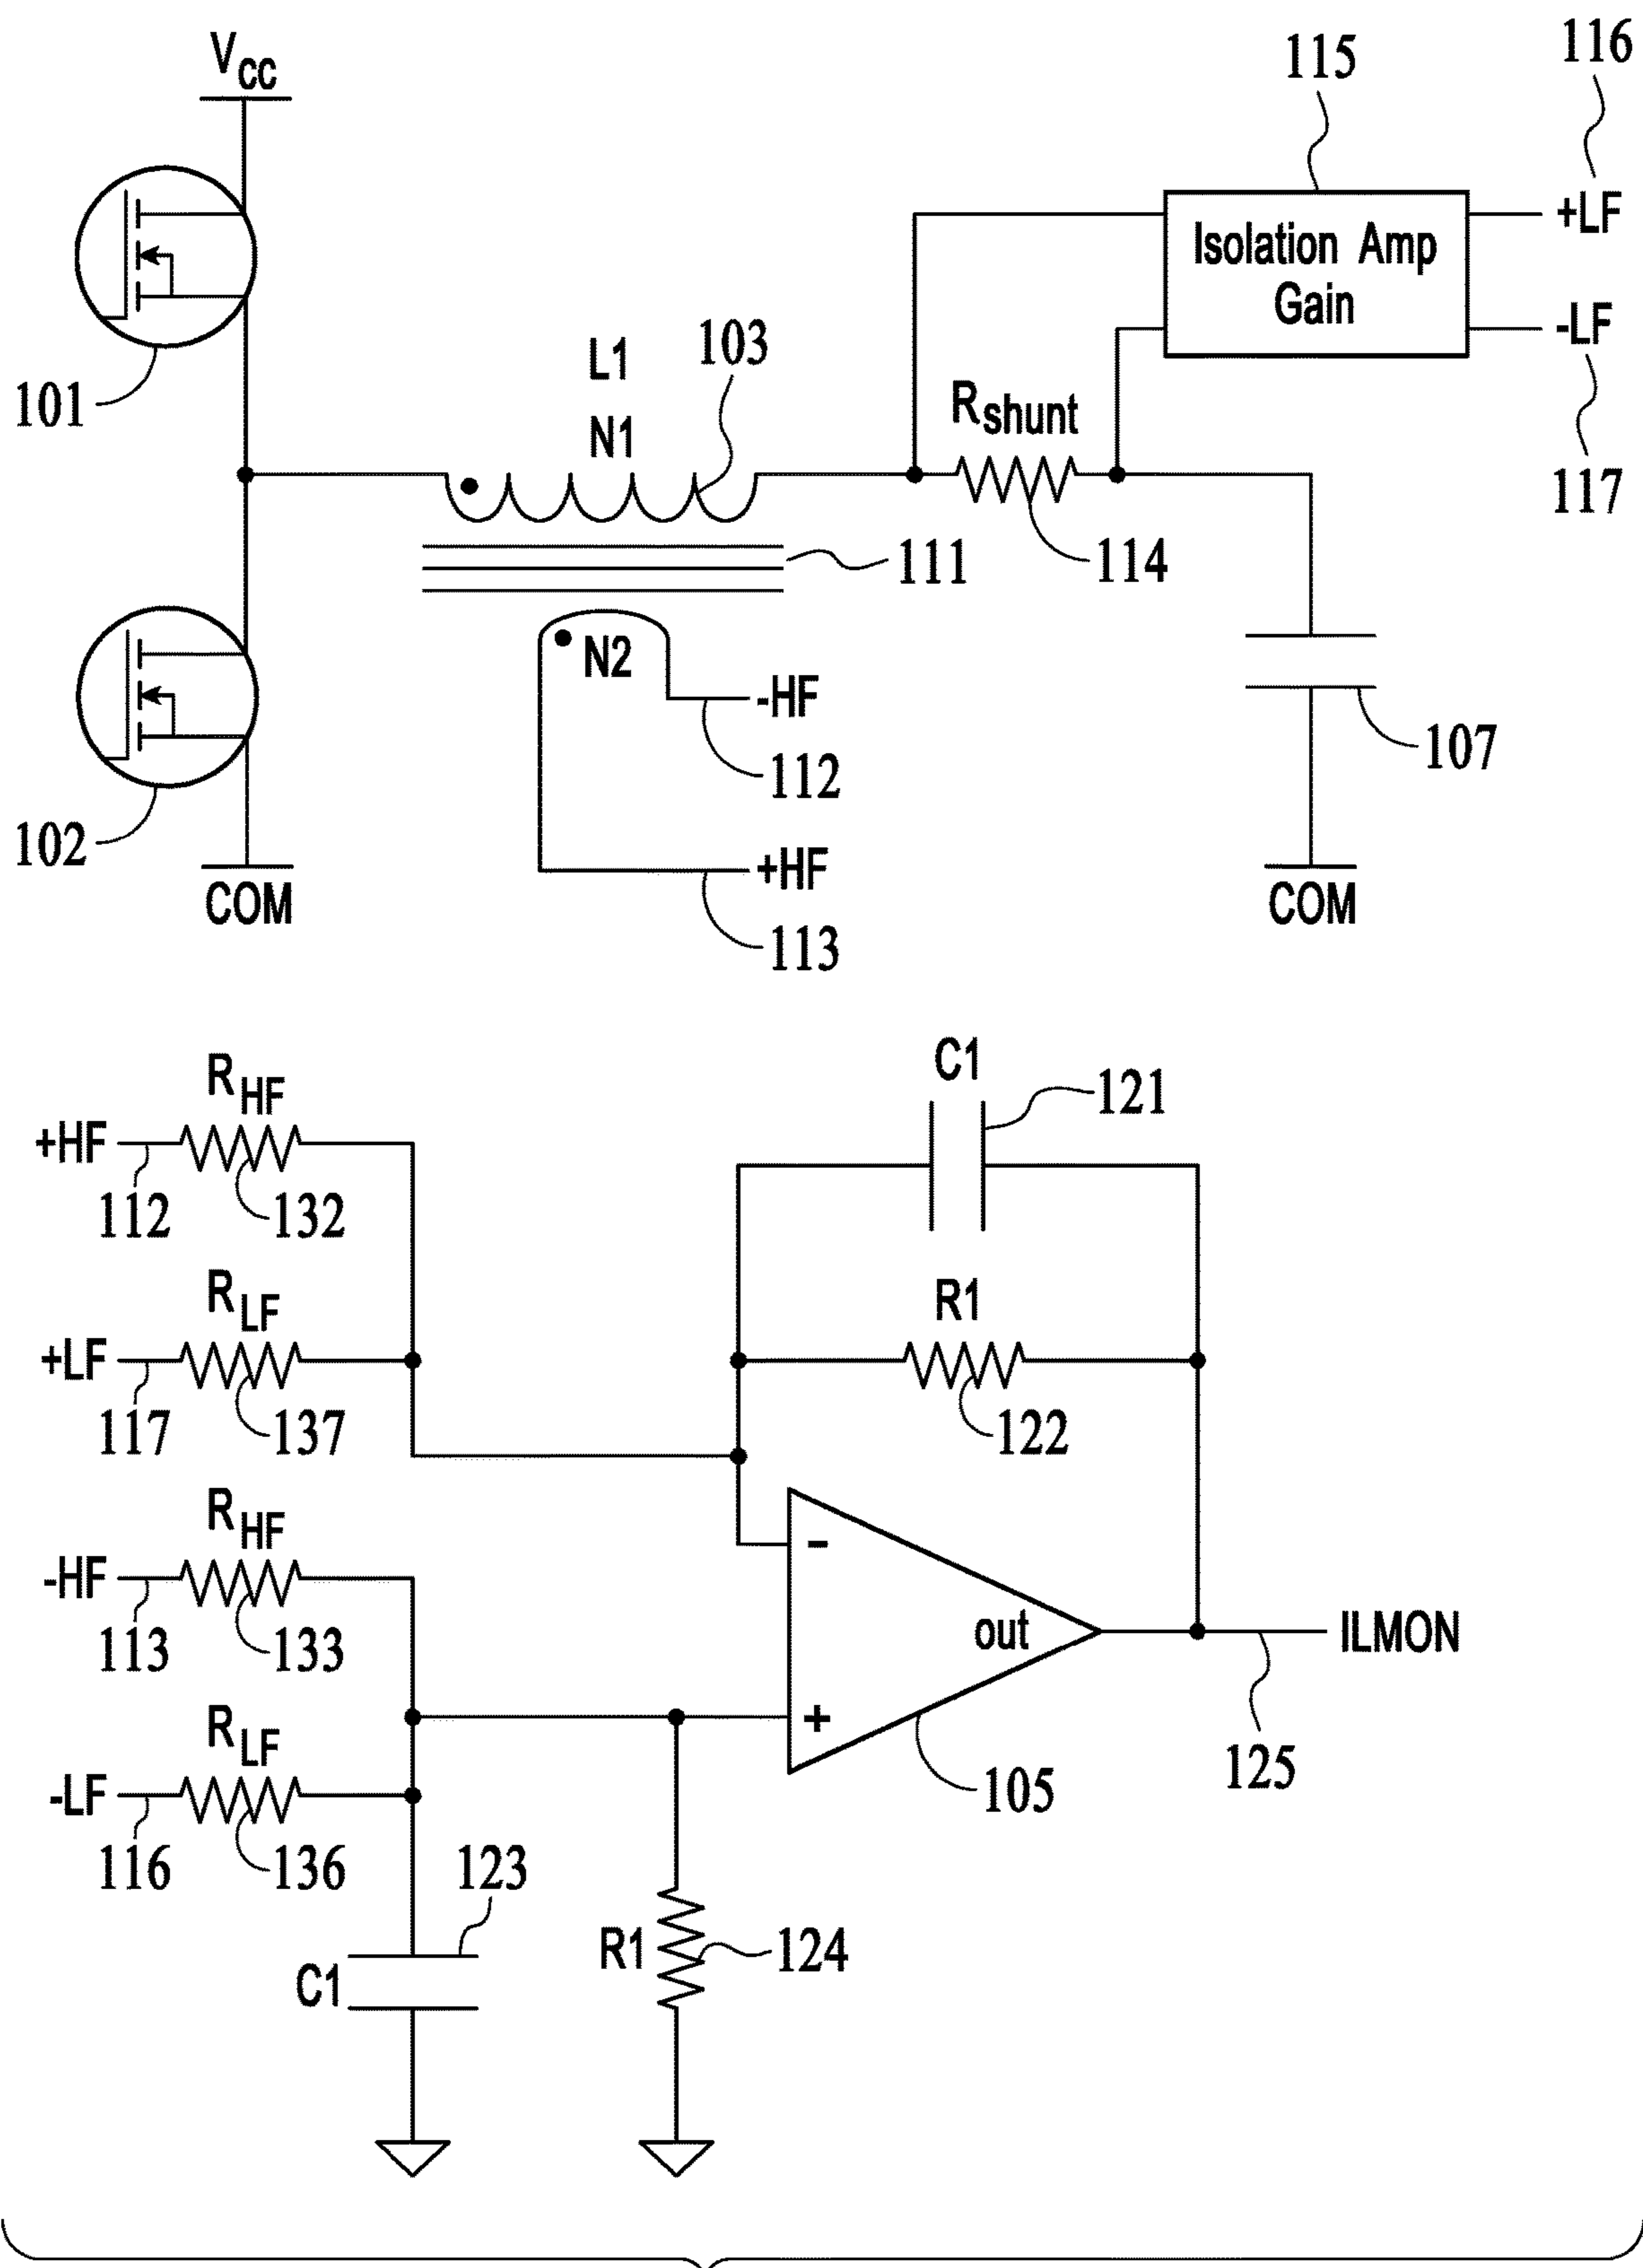 VCC
116
115
+LF
Isolation Amp
Gain
-LF
117
101
L1
N1
103
Rshunt
114
111
N2
-HF
112
107
102
+HF
113
COM
COM
C1
121
RHF
+HF
112
132
RLF
+LF
117
137
R1
122
RHF
-HF
113
133
-
out
+
ILMON
125
105
RLF
-LF
116
136
123
C1
R1
124